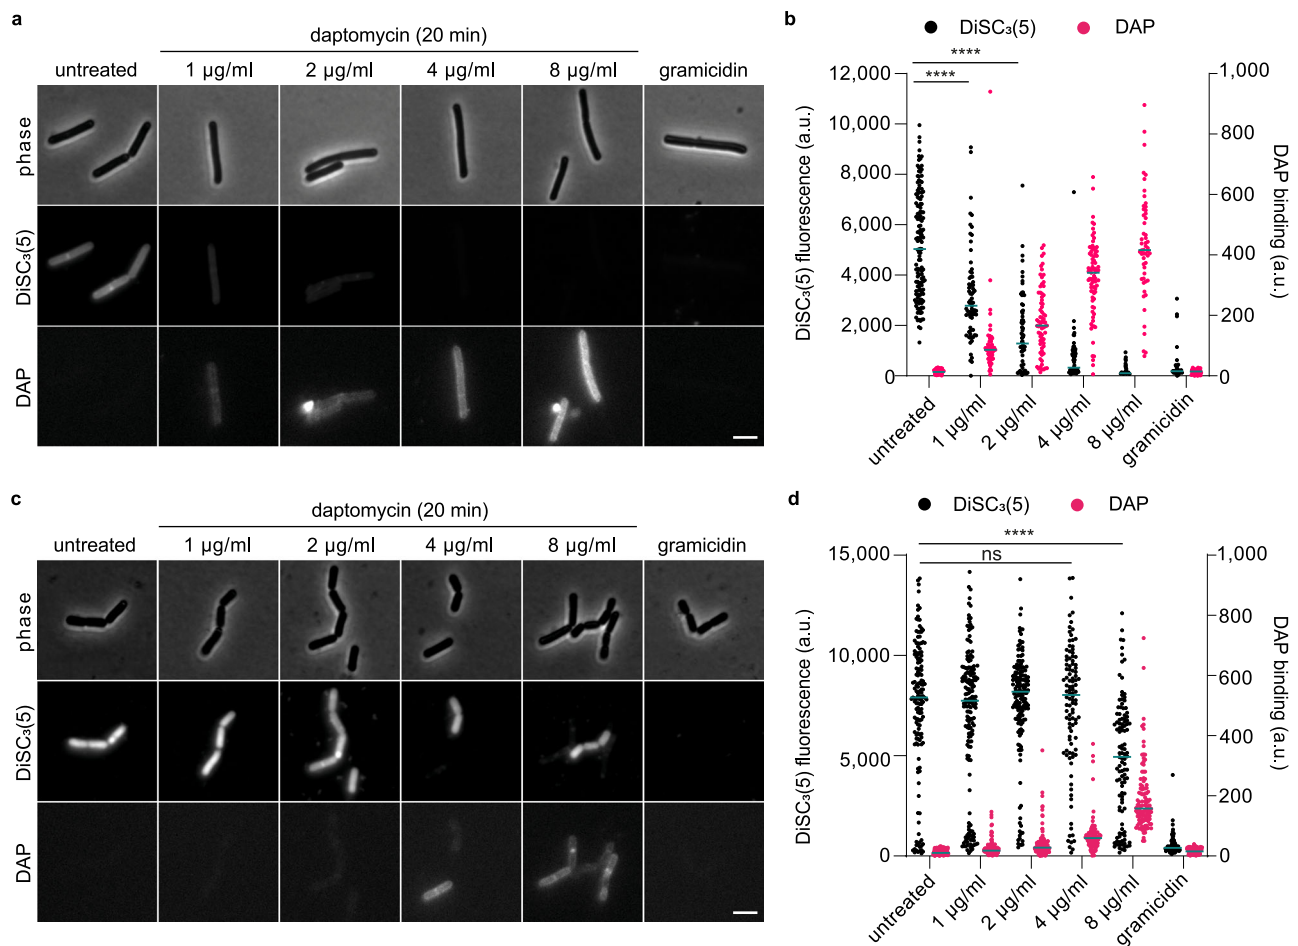 a
daptomycin (20 min)
untreated 1 µg/ml 2 µg/ml 4 µg/ml 8 µg/ml gramicidin
phase
DiSC₃(5)
DAP
b
DiSC₃(5) DAP
****
****
12,000
10,000
8,000
6,000
4,000
2,000
0
DiSC₃(5) fluorescence (a.u.)
1,000
800
600
400
200
0
DAP binding (a.u.)
untreated
1 µg/ml
2 µg/ml
4 µg/ml
8 µg/ml
gramicidin
c
daptomycin (20 min)
untreated 1 µg/ml 2 µg/ml 4 µg/ml 8 µg/ml gramicidin
phase
DiSC₃(5)
DAP
d
DiSC₃(5) DAP
****
ns
15,000
10,000
5,000
0
DiSC₃(5) fluorescence (a.u.)
1,000
800
600
400
200
0
DAP binding (a.u.)
untreated
1 µg/ml
2 µg/ml
4 µg/ml
8 µg/ml
gramicidin